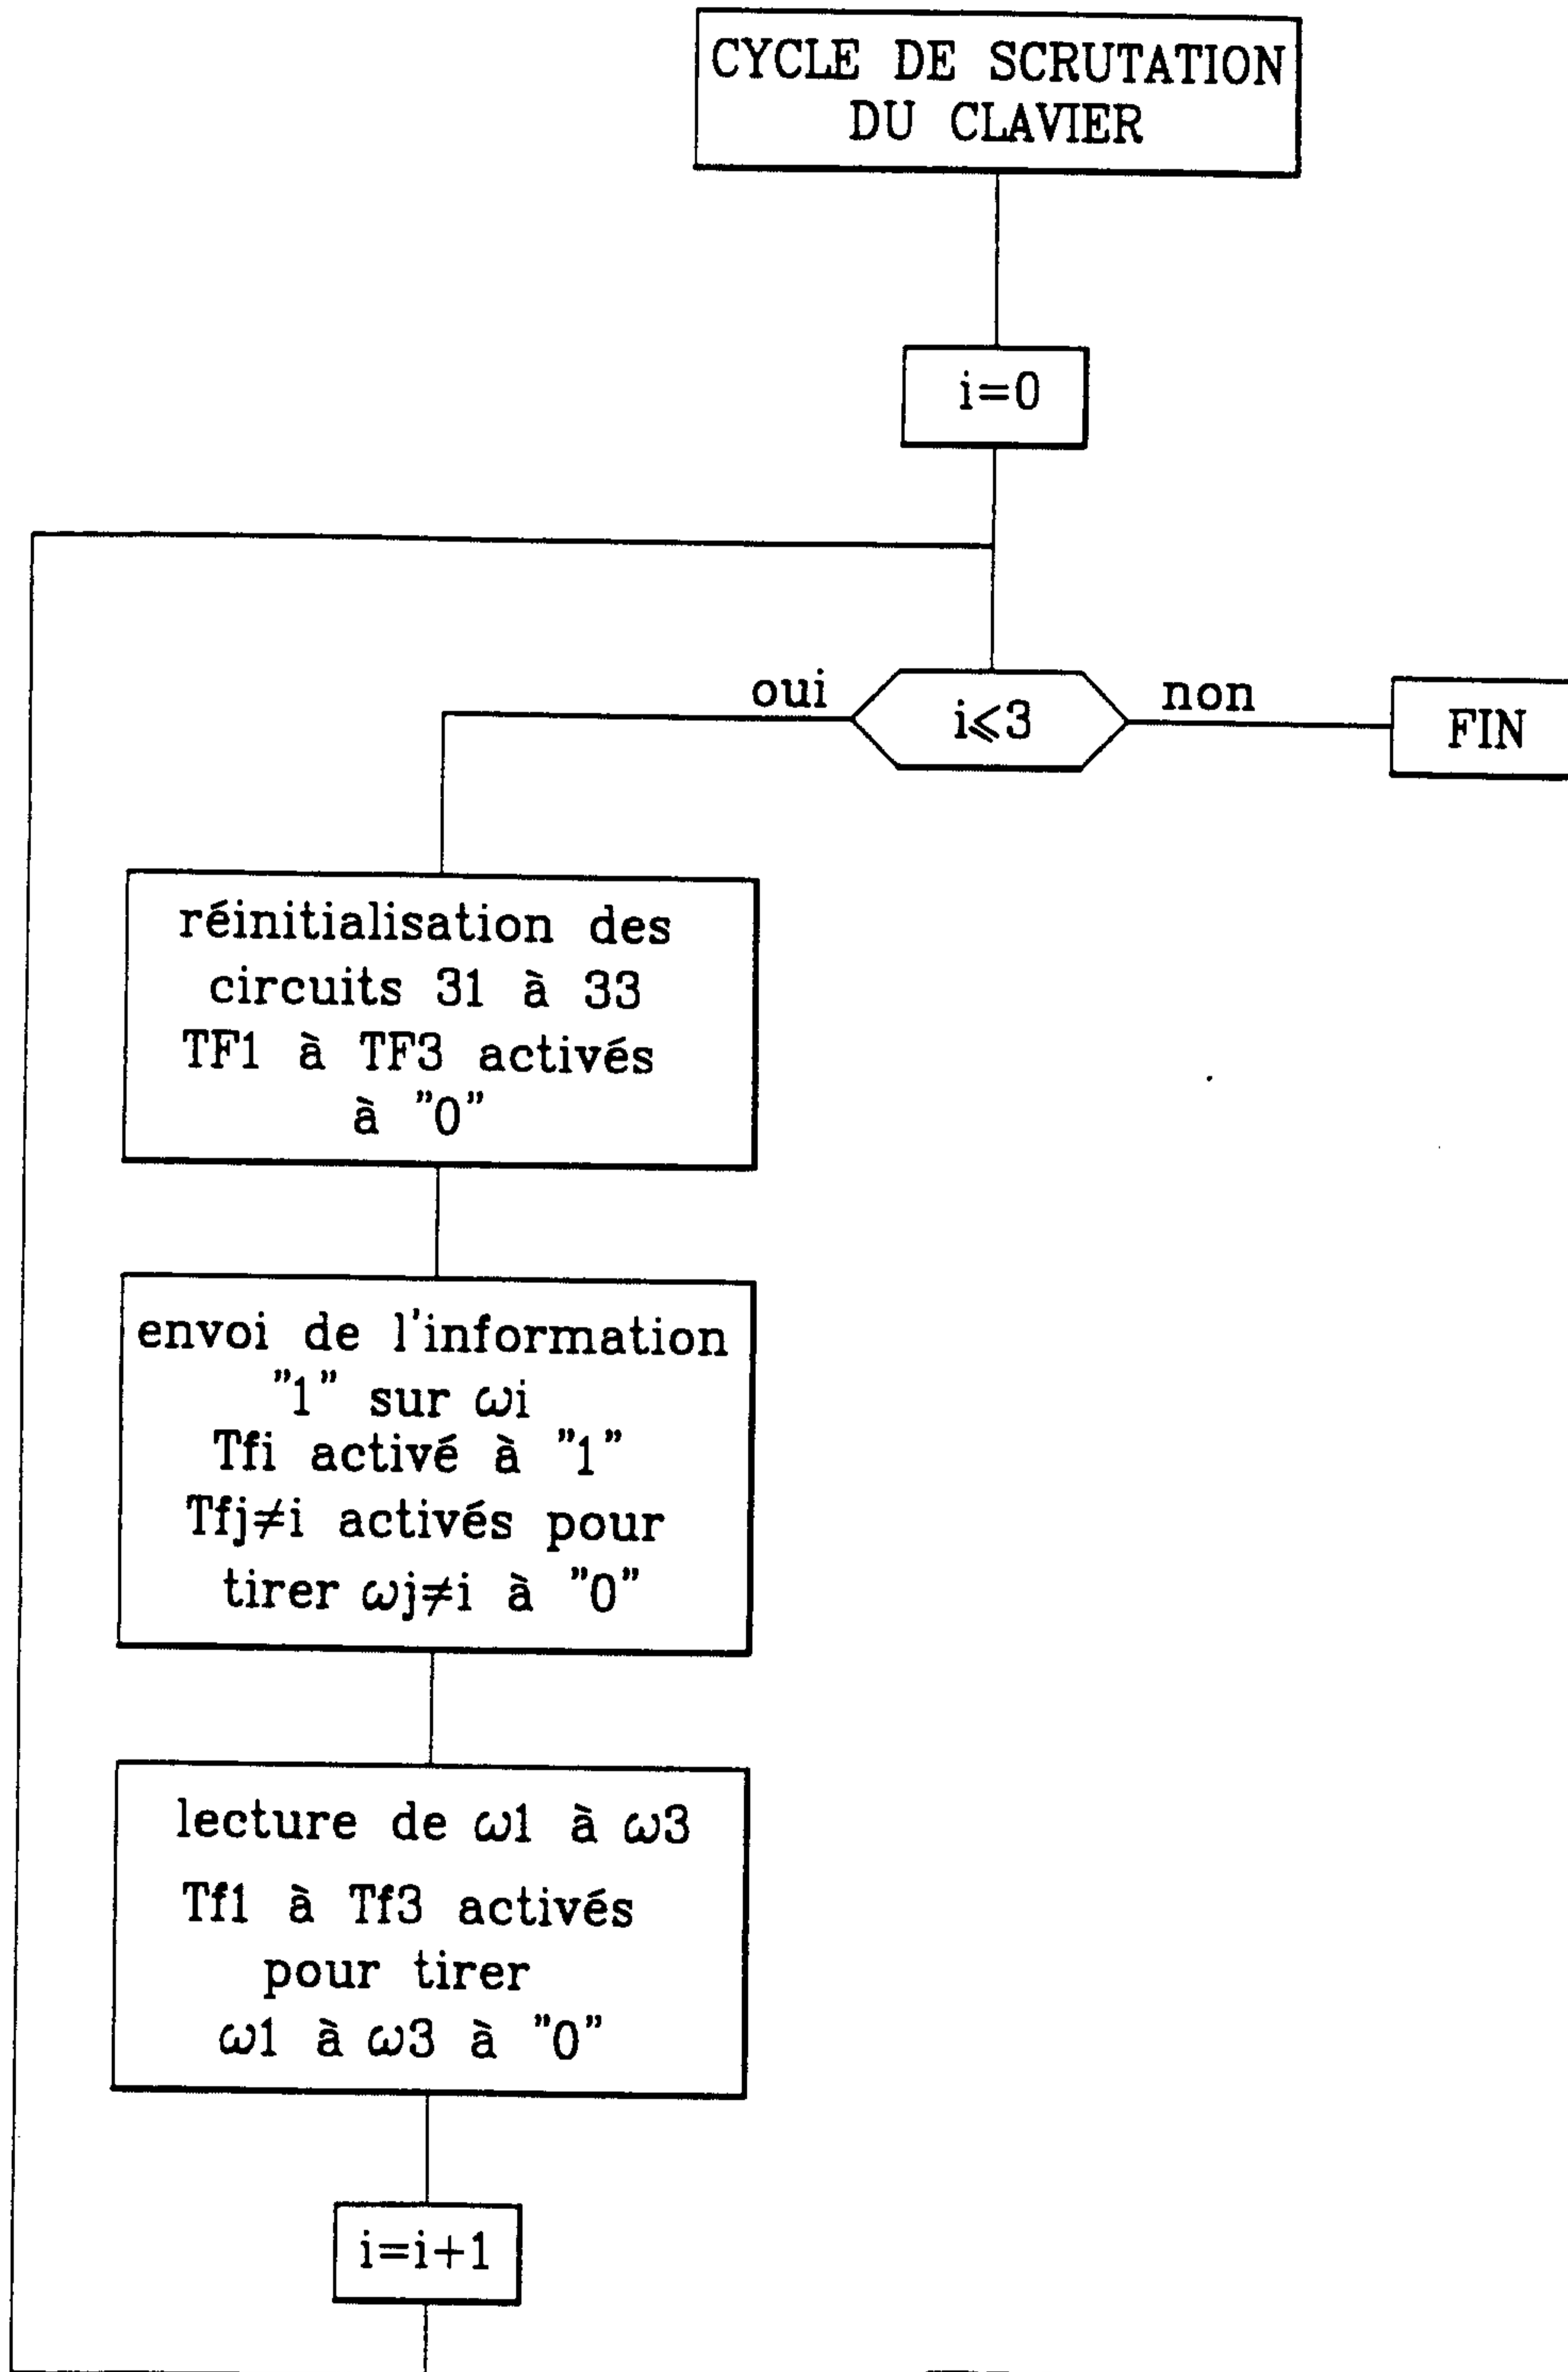 CYCLE DE SCRUTATION
DU CLAVIER
i=0
oui
i⩽3
non
FIN
réinitialisation des
circuits 31 à 33
TF1 à TF3 activés
à "0"
envoi de l'information
"1" sur ωi
Tfi activé à "1"
Tfj≠i activés pour
tirer ωj≠i à "0"
lecture de ω1 à ω3
Tf1 à Tf3 activés
pour tirer
ω1 à ω3 à "0"
i=i+1